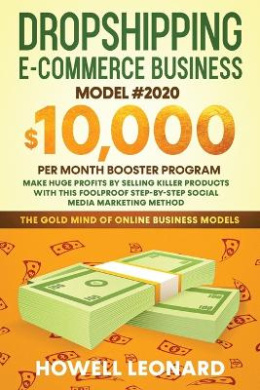 DROPSHIPPING
E-COMMERCE BUSINESS
MODEL #2020
$10,000
PER MONTH BOOSTER PROGRAM
MAKE HUGE PROFITS BY SELLING KILLER PRODUCTS
WITH THIS FOOLPROOF STEP-BY-STEP SOCIAL
MEDIA MARKETING METHOD
THE GOLD MIND OF ONLINE BUSINESS MODELS
HOWELL LEONARD